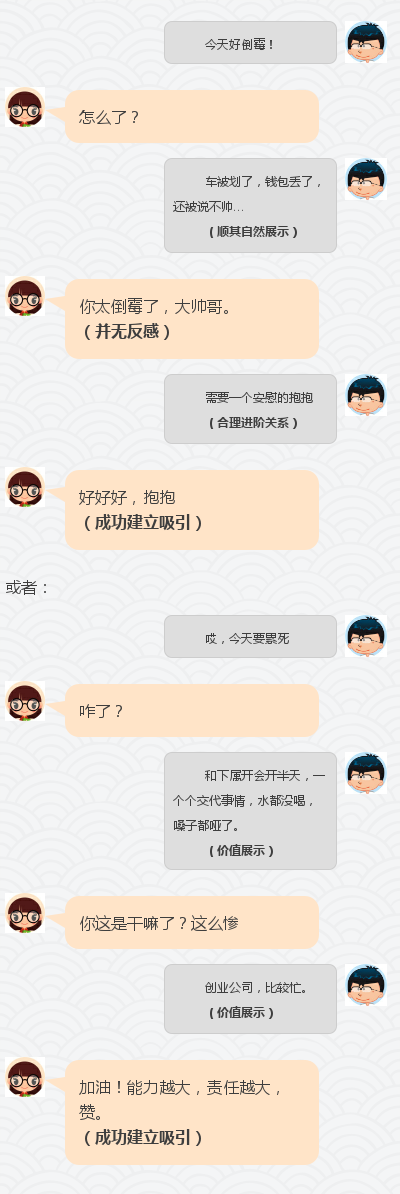 今天好倒霉！
怎么了？
车被划了，钱包丢了，
还被说不帅...
（顺其自然展示）
你太倒霉了，大帅哥。
（并无反感）
需要一个安慰的抱抱
（合理进阶关系）
好好好，抱抱
（成功建立吸引）
或者：
哎，今天要累死
咋了？
和下属开会开半天，一
个个交代事情，水都没喝，
嗓子都哑了。
（价值展示）
你这是干嘛了？这么惨
创业公司，比较忙。
（价值展示）
加油！能力越大，责任越大，
赞。
（成功建立吸引）